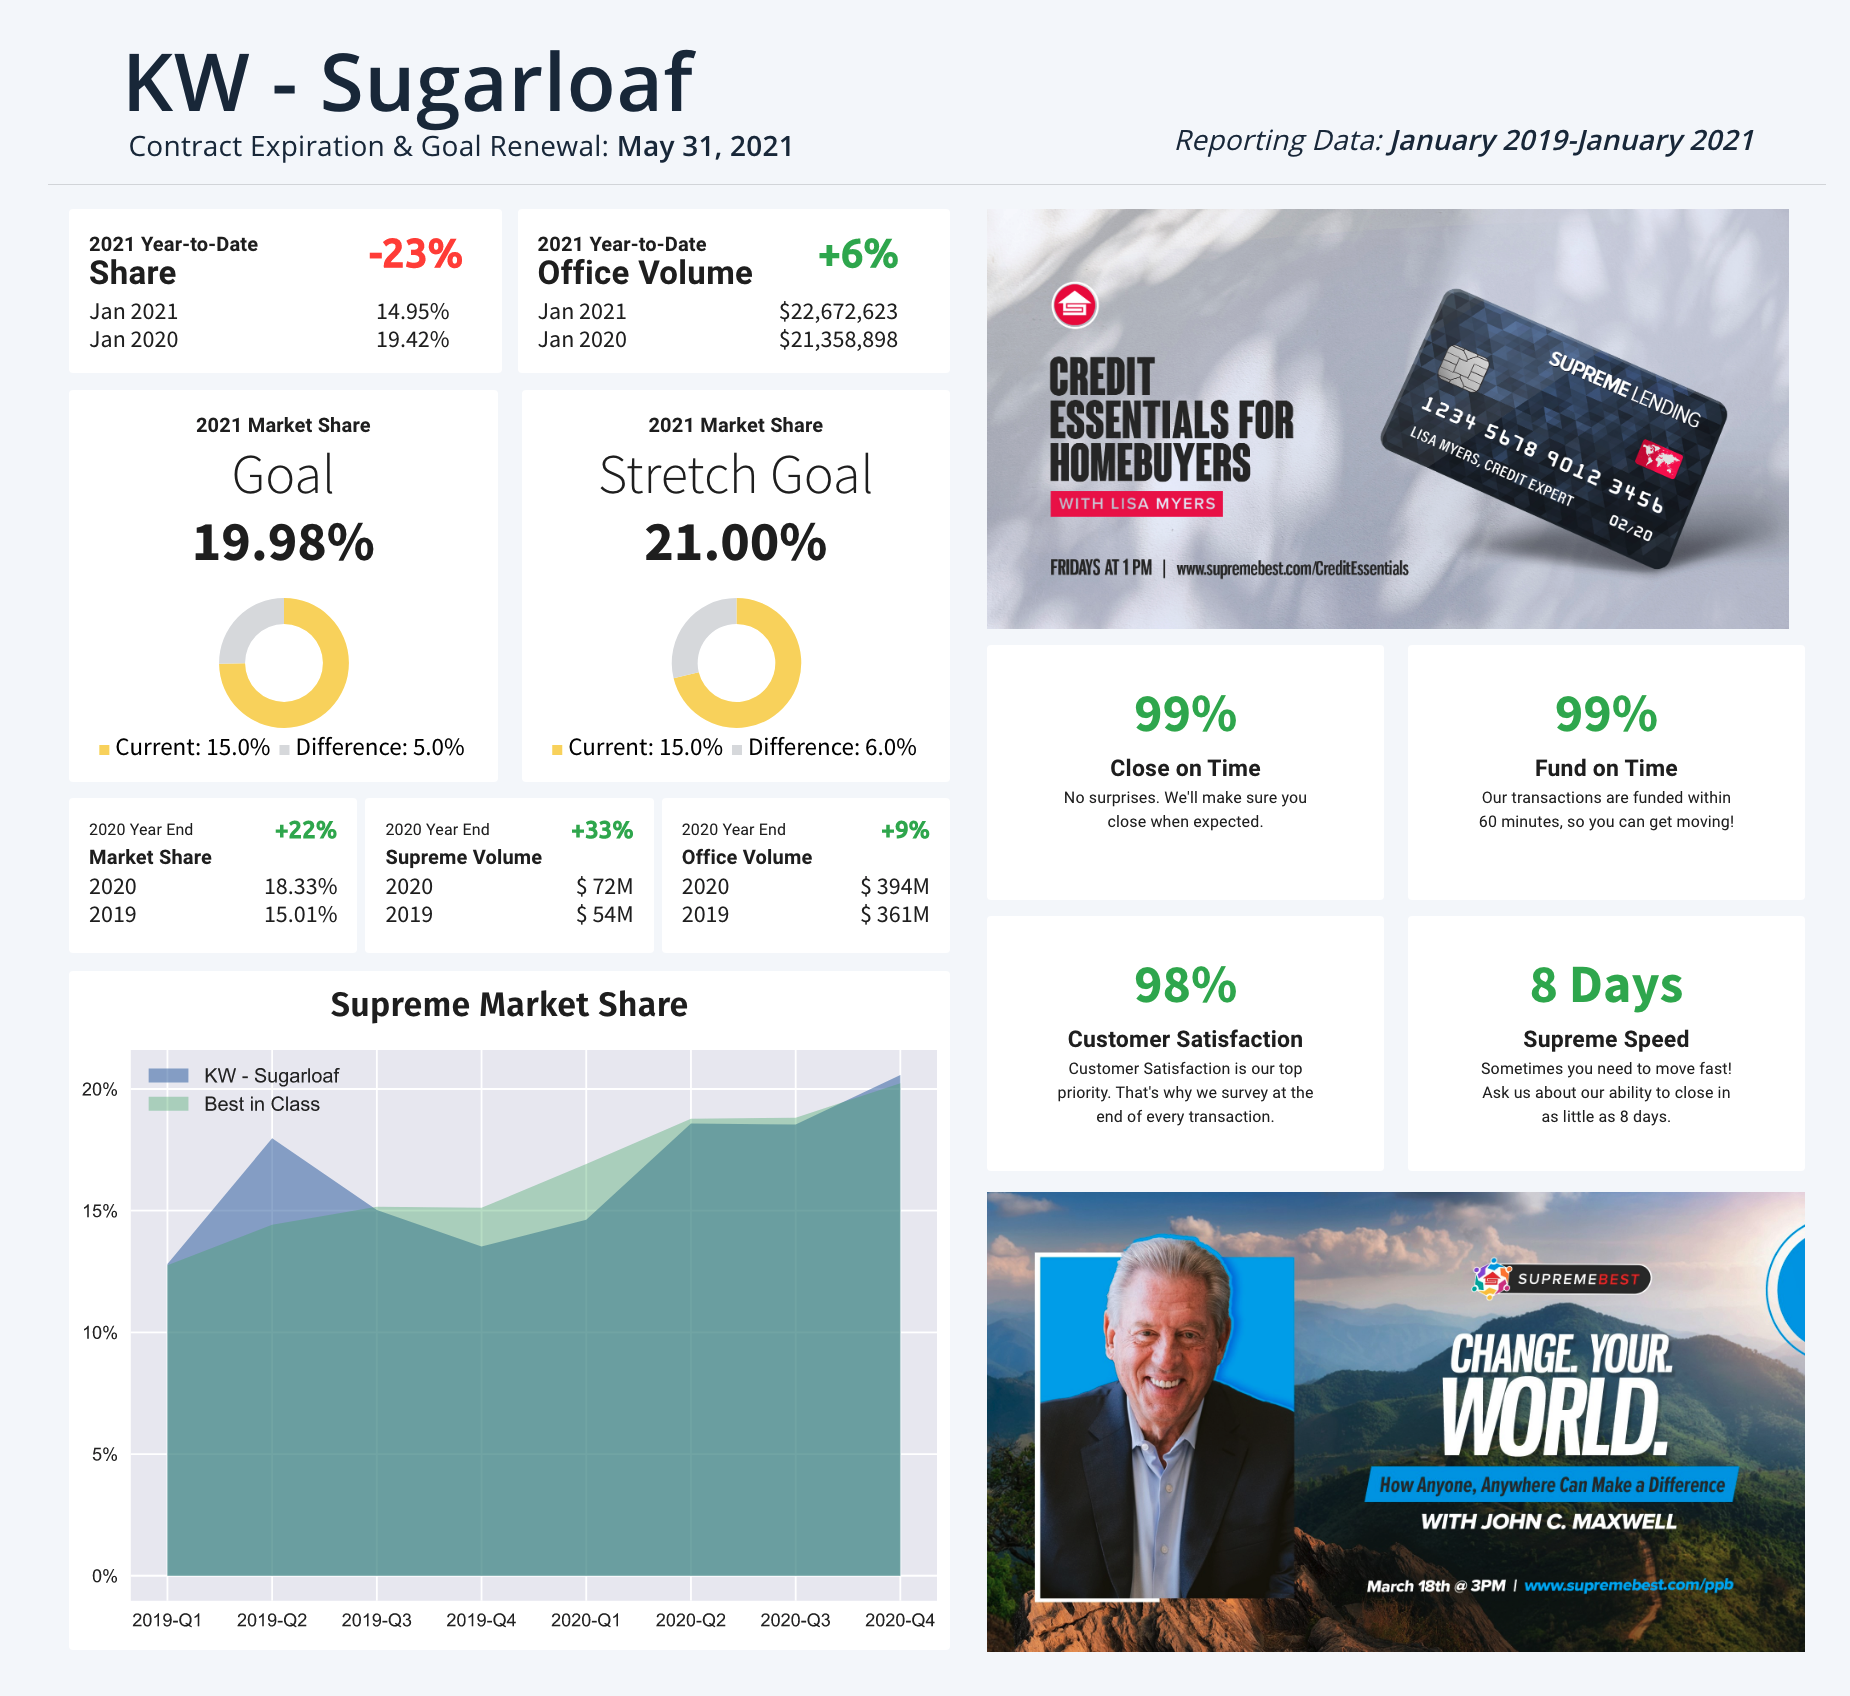 KW - Sugarloaf
Contract Expiration & Goal Renewal: May 31, 2021
Reporting Data: January 2019-January 2021
2021 Year-to-Date
Share
-23%
Jan 2021 14.95%
Jan 2020 19.42%
2021 Year-to-Date
Office Volume
+6%
Jan 2021 $22,672,623
Jan 2020 $21,358,898
2021 Market Share
Goal
19.98%
Current: 15.0% Difference: 5.0%
2021 Market Share
Stretch Goal
21.00%
Current: 15.0% Difference: 6.0%
2020 Year End +22%
Market Share
2020 18.33%
2019 15.01%
2020 Year End +33%
Supreme Volume
2020 $ 72M
2019 $ 54M
2020 Year End +9%
Office Volume
2020 $ 394M
2019 $ 361M
Supreme Market Share
KW - Sugarloaf
Best in Class
20%
15%
10%
5%
0%
2019-Q1 2019-Q2 2019-Q3 2019-Q4 2020-Q1 2020-Q2 2020-Q3 2020-Q4
CREDIT
ESSENTIALS FOR
HOMEBUYERS
WITH LISA MYERS
FRIDAYS AT 1 PM | www.supremebest.com/CreditEssentials
SUPREME LENDING
1234 5678 9012 3456
LISA MYERS, CREDIT EXPERT
02/20
99%
Close on Time
No surprises. We'll make sure you
close when expected.
99%
Fund on Time
Our transactions are funded within
60 minutes, so you can get moving!
98%
Customer Satisfaction
Customer Satisfaction is our top
priority. That's why we survey at the
end of every transaction.
8 Days
Supreme Speed
Sometimes you need to move fast!
Ask us about our ability to close in
as little as 8 days.
SUPREMEBEST
CHANGE. YOUR.
WORLD.
How Anyone, Anywhere Can Make a Difference
WITH JOHN C. MAXWELL
March 18th @ 3PM | www.supremebest.com/ppb